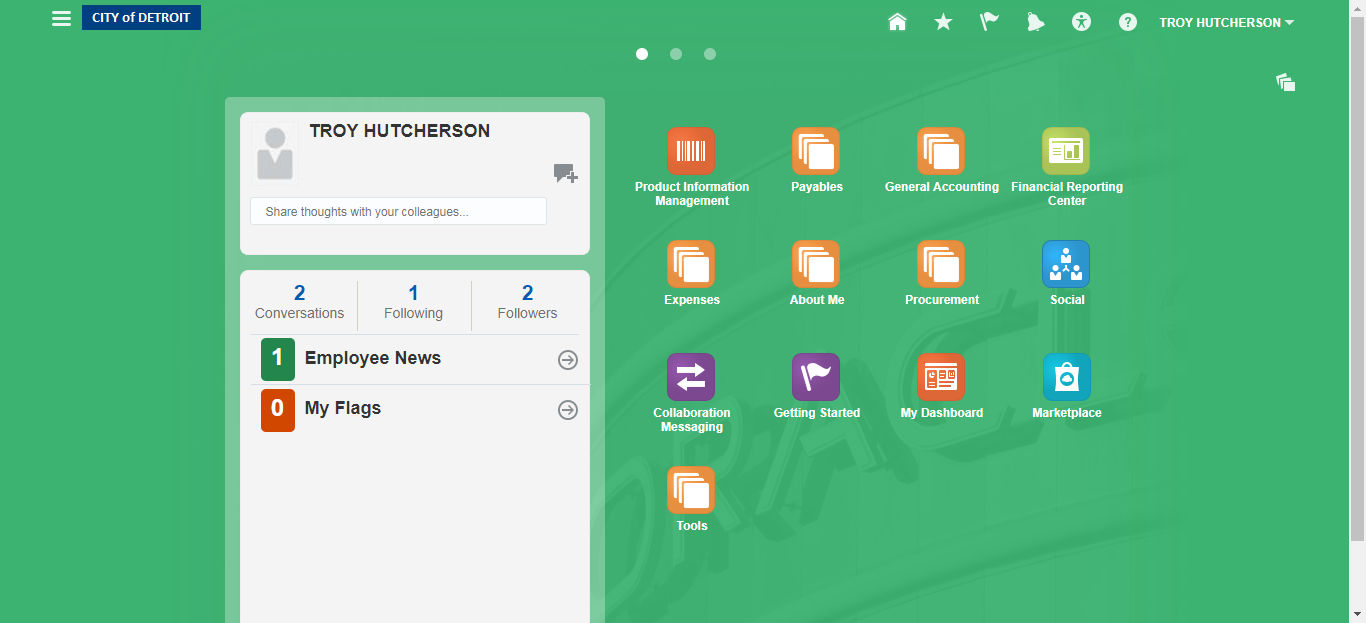 CITY of DETROIT
?
TROY HUTCHERSON
TROY HUTCHERSON
Share thoughts with your colleagues...
2
Conversations
1
Following
2
Followers
1
Employee News
0
My Flags
Product Information
Management
Payables
General Accounting
Financial Reporting
Center
Expenses
About Me
Procurement
Social
Collaboration
Messaging
Getting Started
My Dashboard
Marketplace
Tools
ORACL